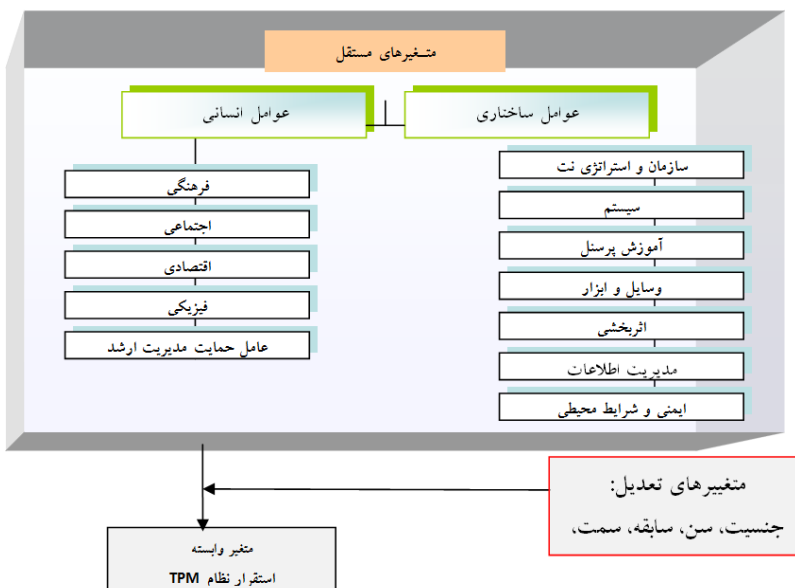 متغیرهای مستقل
عوامل ساختاری
عوامل انسانی
سازمان و استراتژی نت
سیستم
آموزش پرسنل
وسایل و ابزار
اثربخشی
مدیریت اطلاعات
ایمنی و شرایط محیطی
فرهنگی
اجتماعی
اقتصادی
فیزیکی
عامل حمایت مدیریت ارشد
متغییرهای تعدیل:
جنسیت، سن، سابقه، سمت،
متغیر وابسته
استقرار نظام TPM